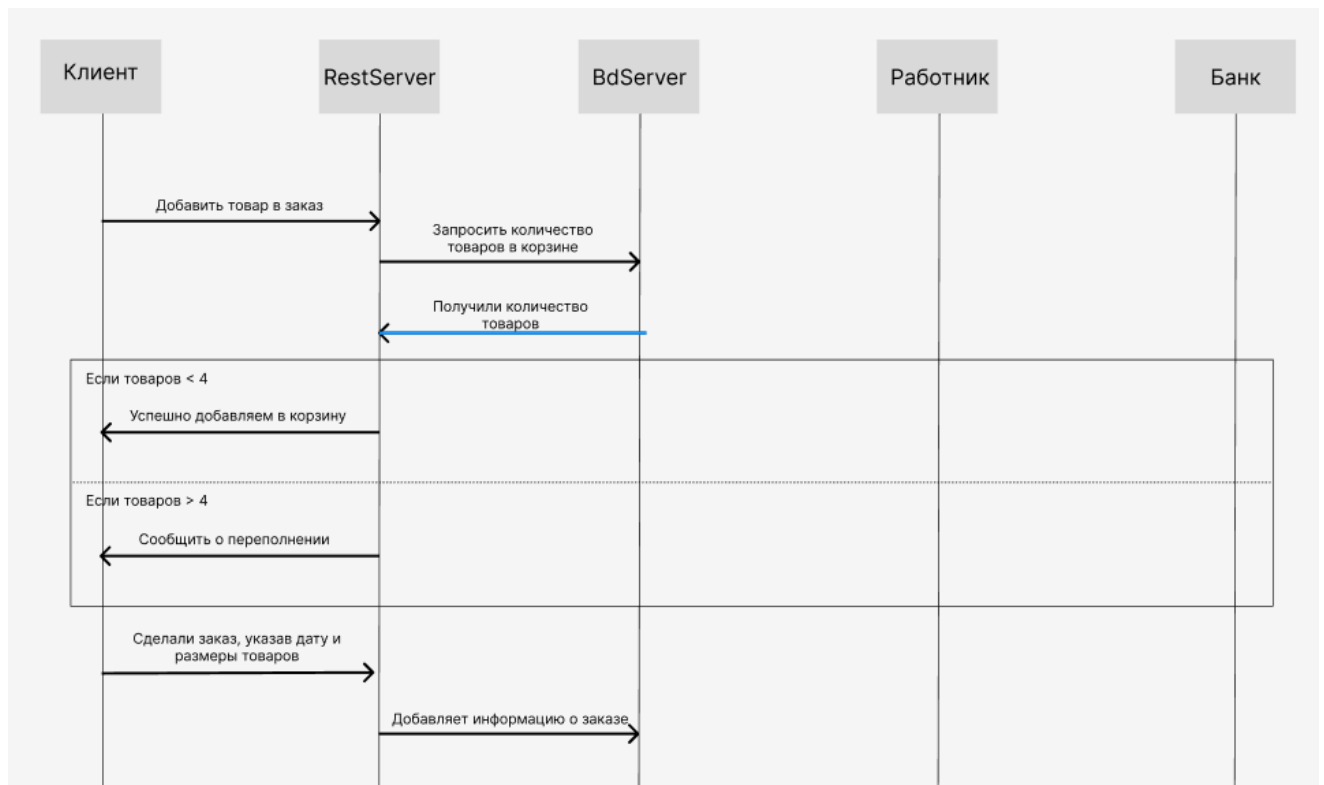 Клиент
RestServer
BdServer
Работник
Банк
Добавить товар в заказ
Запросить количество
товаров в корзине
Получили количество
товаров
Если товаров < 4
Успешно добавляем в корзину
Если товаров > 4
Сообщить о переполнении
Сделали заказ, указав дату и
размеры товаров
Добавляет информацию о заказе